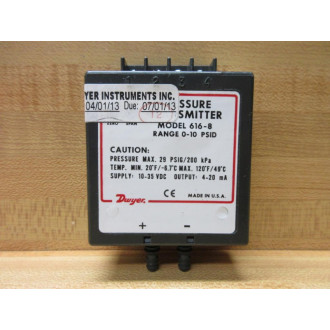 YER INSTRUMENTS INC.
04/01/13 Due: 07/01/13
SSURE
SMITTER
MODEL 616-8
RANGE 0-10 PSID
CAUTION:
PRESSURE MAX. 29 PSIG/200 kPa
TEMP. MIN. 20°F/-6.7°C MAX. 120°F/49°C
SUPPLY: 10-35 VDC OUTPUT: 4-20 mA
Dwyer
CE MADE IN U.S.A.
+ -